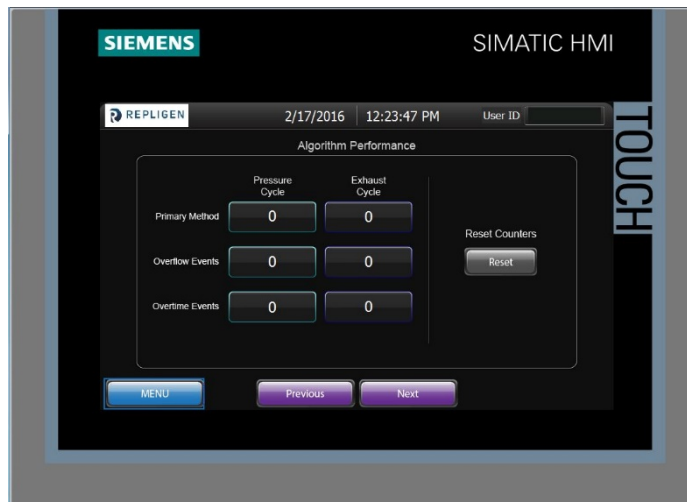 SIEMENS
SIMATIC HMI
TOUCH
REPLIGEN
2/17/2016 12:23:47 PM User ID
Algorithm Performance
Pressure Cycle
Exhaust Cycle
Primary Method 0 0
Reset Counters
Overflow Events 0 0 Reset
Overtime Events 0 0
MENU Previous Next